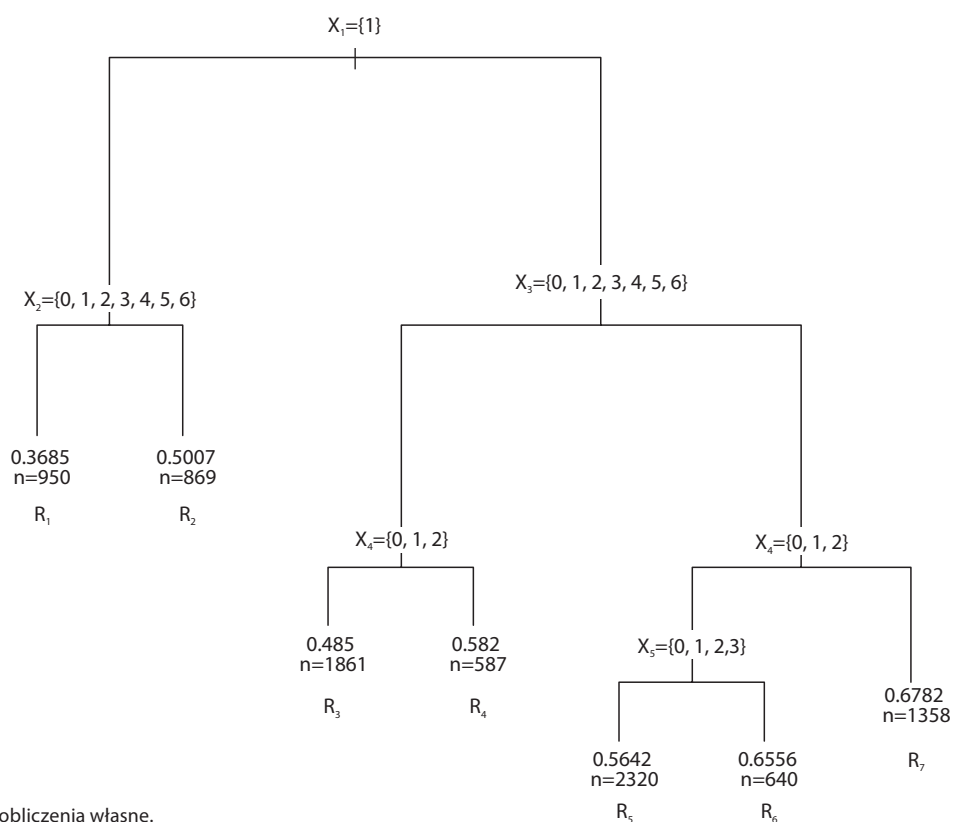 X₁={1}
X₂={0, 1, 2, 3, 4, 5, 6}
X₃={0, 1, 2, 3, 4, 5, 6}
0.3685
n=950
R₁
0.5007
n=869
R₂
X₄={0, 1, 2}
X₄={0, 1, 2}
0.485
n=1861
R₃
0.582
n=587
R₄
X₅={0, 1, 2,3}
0.6782
n=1358
R₇
0.5642
n=2320
R₅
0.6556
n=640
R₆
obliczenia własne.